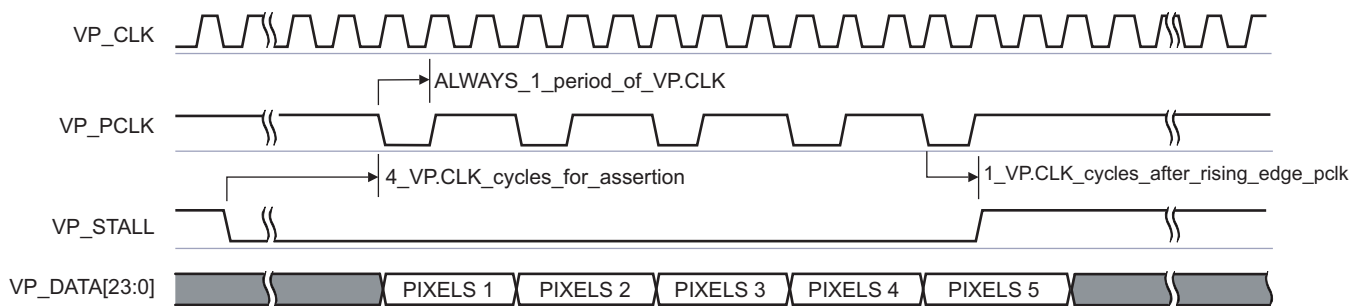 VP_CLK
ALWAYS_1_period_of_VP.CLK
VP_PCLK
4_VP.CLK_cycles_for_assertion
1_VP.CLK_cycles_after_rising_edge_pclk
VP_STALL
VP_DATA[23:0]
PIXELS 1
PIXELS 2
PIXELS 3
PIXELS 4
PIXELS 5